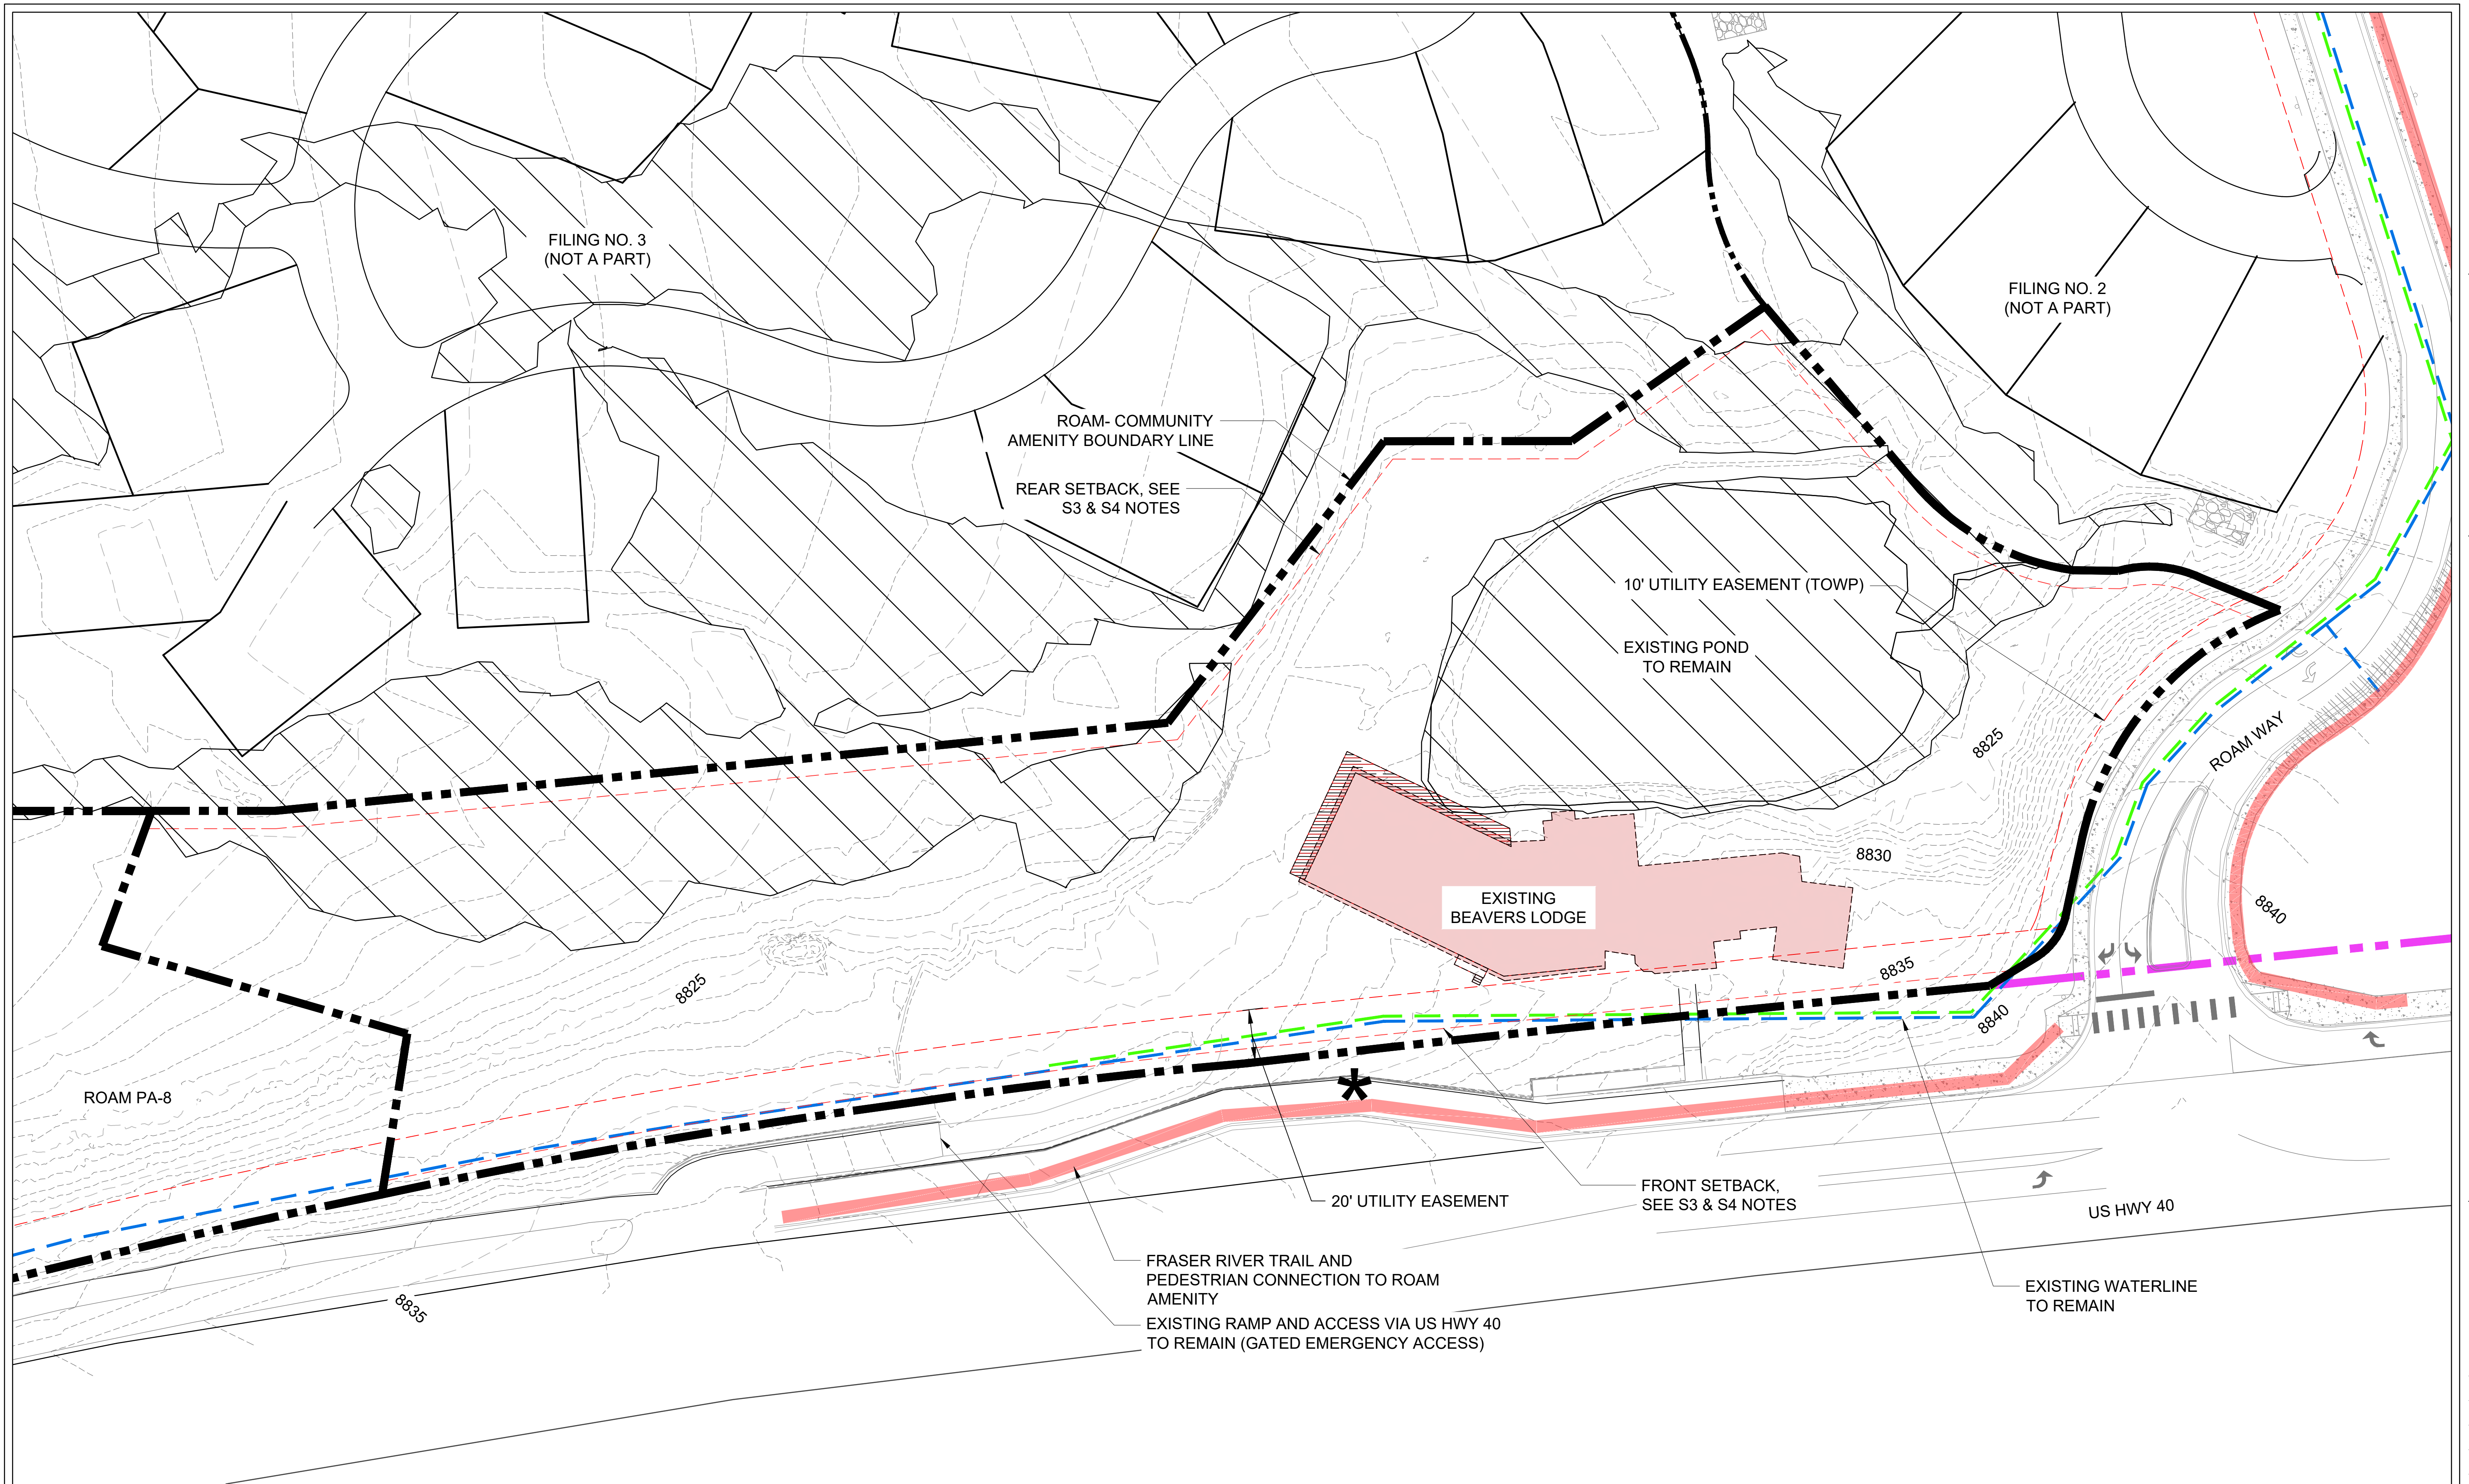 FILING NO. 3
(NOT A PART)
FILING NO. 2
(NOT A PART)
ROAM- COMMUNITY
AMENITY BOUNDARY LINE
REAR SETBACK, SEE
S3 & S4 NOTES
10' UTILITY EASEMENT (TOWP)
EXISTING POND
TO REMAIN
8825
ROAM WAY
8830
EXISTING
BEAVERS LODGE
8840
8835
8825
8840
ROAM PA-8
*
20' UTILITY EASEMENT
FRONT SETBACK,
SEE S3 & S4 NOTES
US HWY 40
FRASER RIVER TRAIL AND
PEDESTRIAN CONNECTION TO ROAM
AMENITY
EXISTING WATERLINE
TO REMAIN
8835
EXISTING RAMP AND ACCESS VIA US HWY 40
TO REMAIN (GATED EMERGENCY ACCESS)